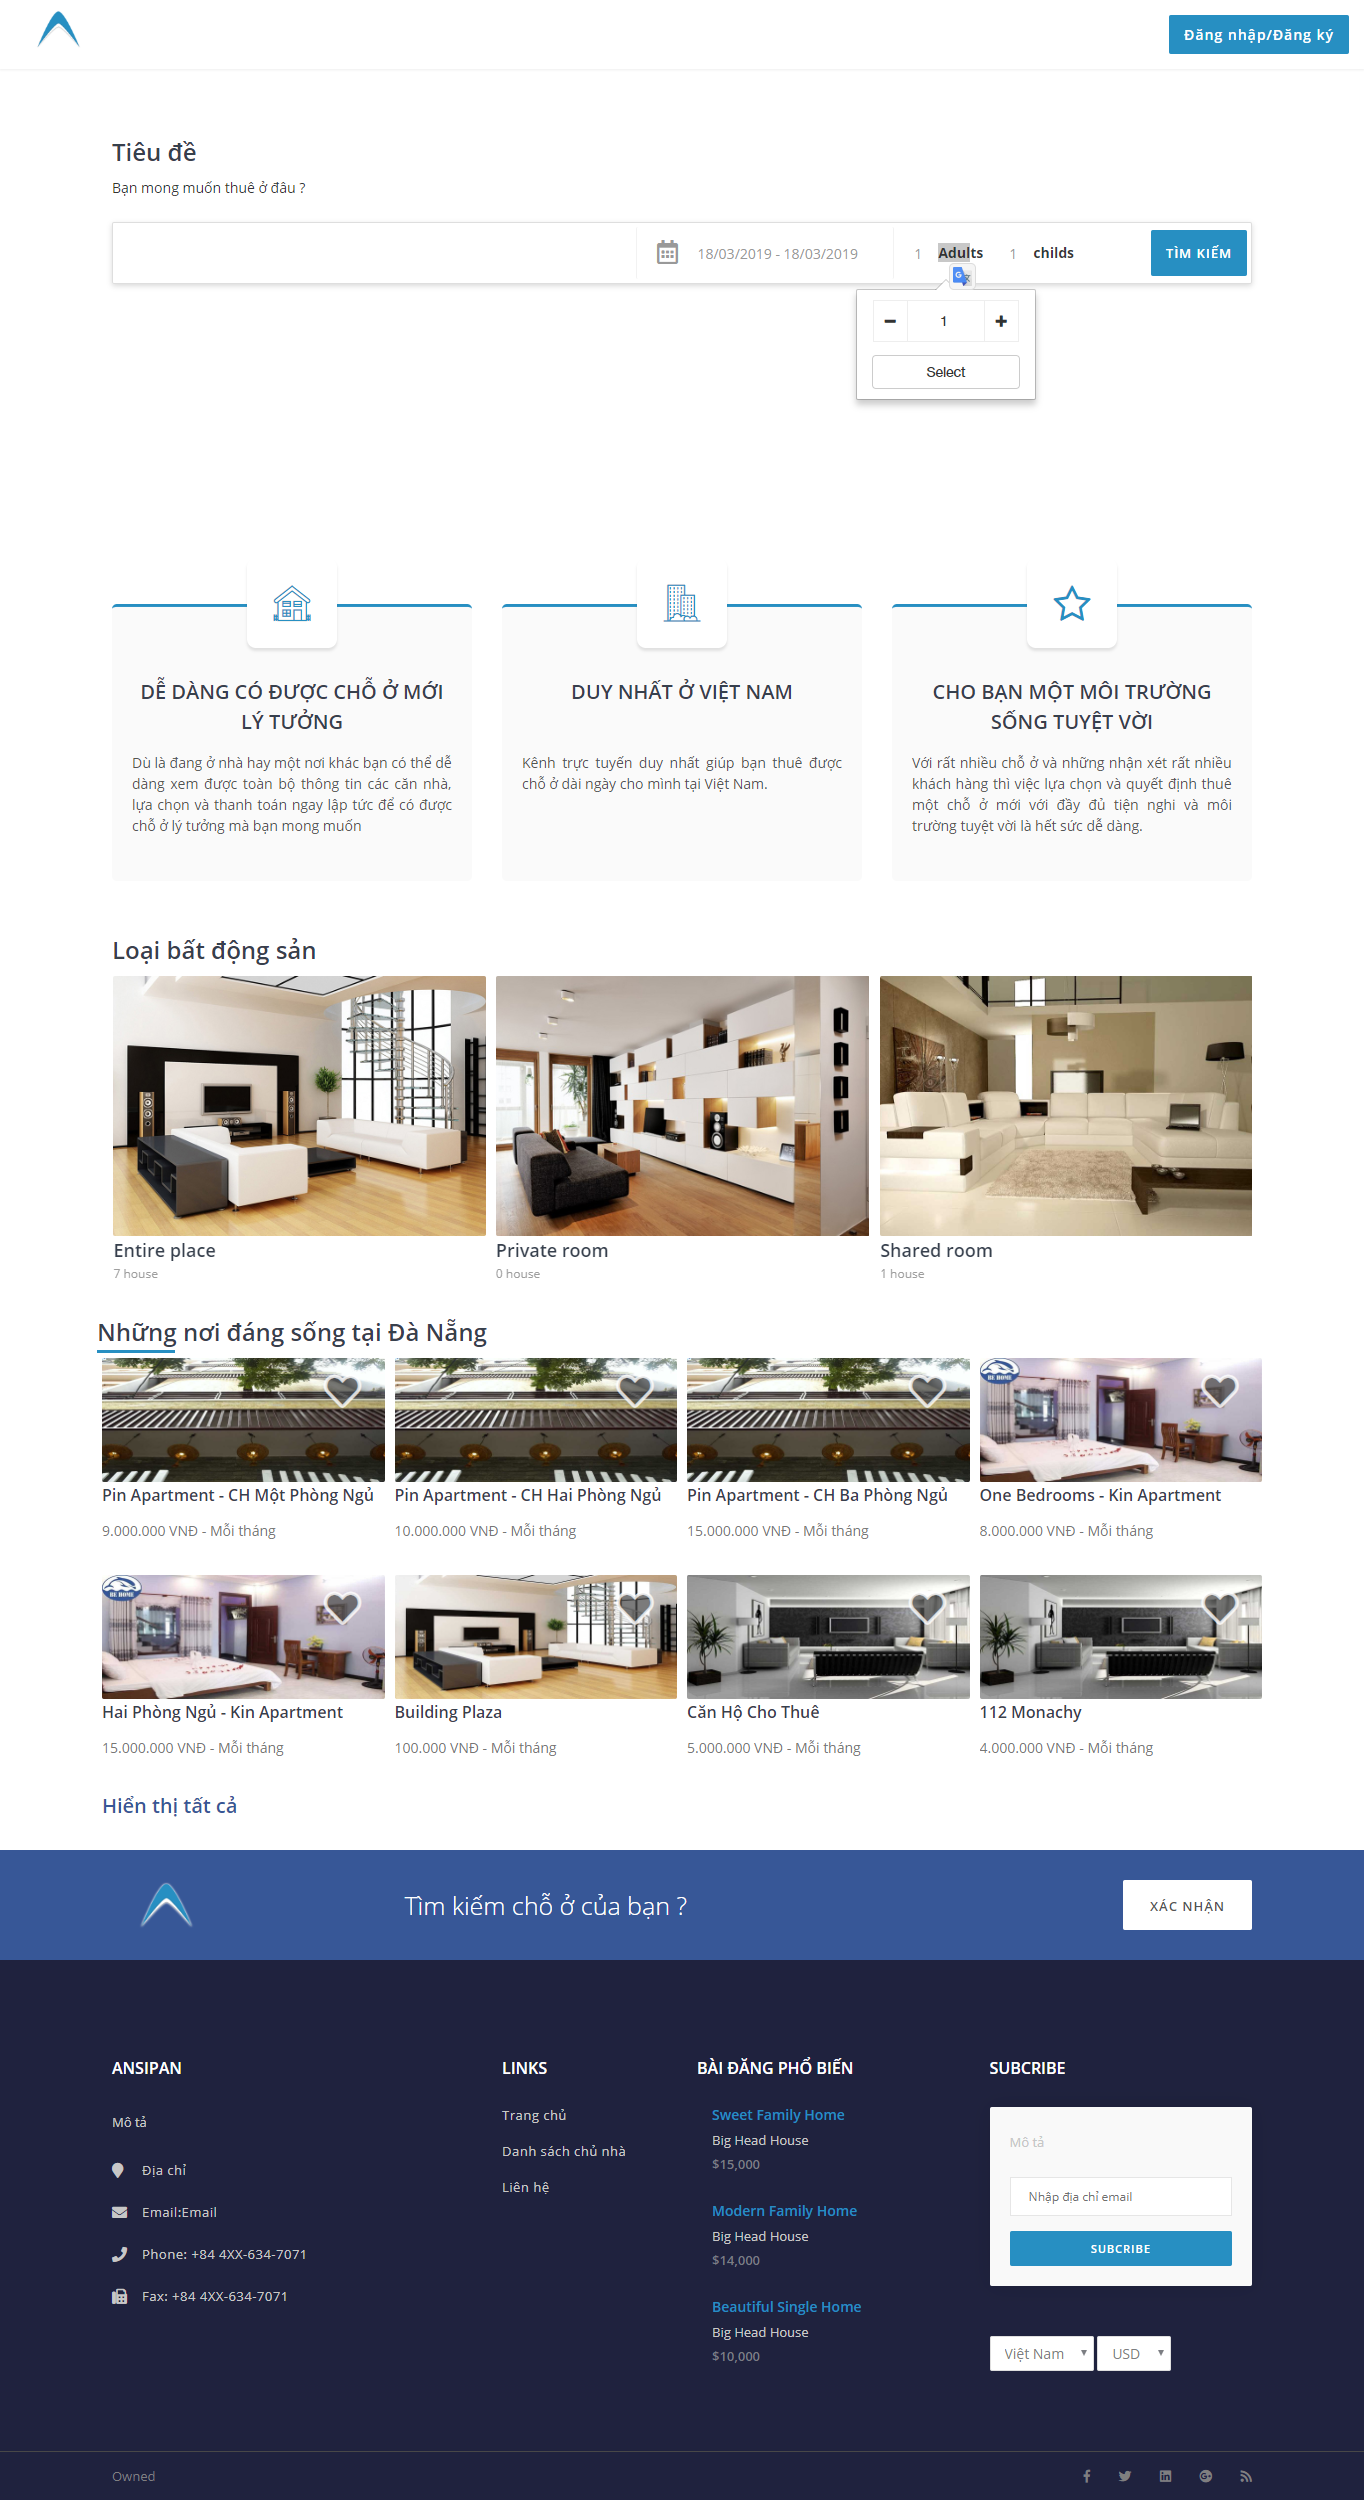 Đăng nhập/Đăng ký
Tiêu đề
Bạn mong muốn thuê ở đâu ?
18/03/2019 - 18/03/2019
1 Adults 1 childs
TÌM KIẾM
1
Select
DỄ DÀNG CÓ ĐƯỢC CHỖ Ở MỚI
LÝ TƯỞNG
Dù là đang ở nhà hay một nơi khác bạn có thể dễ
dàng xem được toàn bộ thông tin các căn nhà,
lựa chọn và thanh toán ngay lập tức để có được
chỗ ở lý tưởng mà bạn mong muốn
DUY NHẤT Ở VIỆT NAM
Kênh trực tuyến duy nhất giúp bạn thuê được
chỗ ở dài ngày cho mình tại Việt Nam.
CHO BẠN MỘT MÔI TRƯỜNG
SỐNG TUYỆT VỜI
Với rất nhiều chỗ ở và những nhận xét rất nhiều
khách hàng thì việc lựa chọn và quyết định thuê
một chỗ ở mới với đầy đủ tiện nghi và môi
trường tuyệt vời là hết sức dễ dàng.
Loại bất động sản
Entire place
7 house
Private room
0 house
Shared room
1 house
Những nơi đáng sống tại Đà Nẵng
Pin Apartment - CH Một Phòng Ngủ
9.000.000 VNĐ - Mỗi tháng
Pin Apartment - CH Hai Phòng Ngủ
10.000.000 VNĐ - Mỗi tháng
Pin Apartment - CH Ba Phòng Ngủ
15.000.000 VNĐ - Mỗi tháng
BE HOME
One Bedrooms - Kin Apartment
8.000.000 VNĐ - Mỗi tháng
BE HOME
Hai Phòng Ngủ - Kin Apartment
15.000.000 VNĐ - Mỗi tháng
Building Plaza
100.000 VNĐ - Mỗi tháng
Căn Hộ Cho Thuê
5.000.000 VNĐ - Mỗi tháng
112 Monachy
4.000.000 VNĐ - Mỗi tháng
Hiển thị tất cả
Tìm kiếm chỗ ở của bạn ?
XÁC NHẬN
ANSIPAN
Mô tả
Địa chỉ
Email:Email
Phone: +84 4XX-634-7071
Fax: +84 4XX-634-7071
LINKS
Trang chủ
Danh sách chủ nhà
Liên hệ
BÀI ĐĂNG PHỔ BIẾN
Sweet Family Home
Big Head House
$15,000
Modern Family Home
Big Head House
$14,000
Beautiful Single Home
Big Head House
$10,000
SUBCRIBE
Mô tả
Nhập địa chỉ email
SUBCRIBE
Việt Nam
USD
Owned